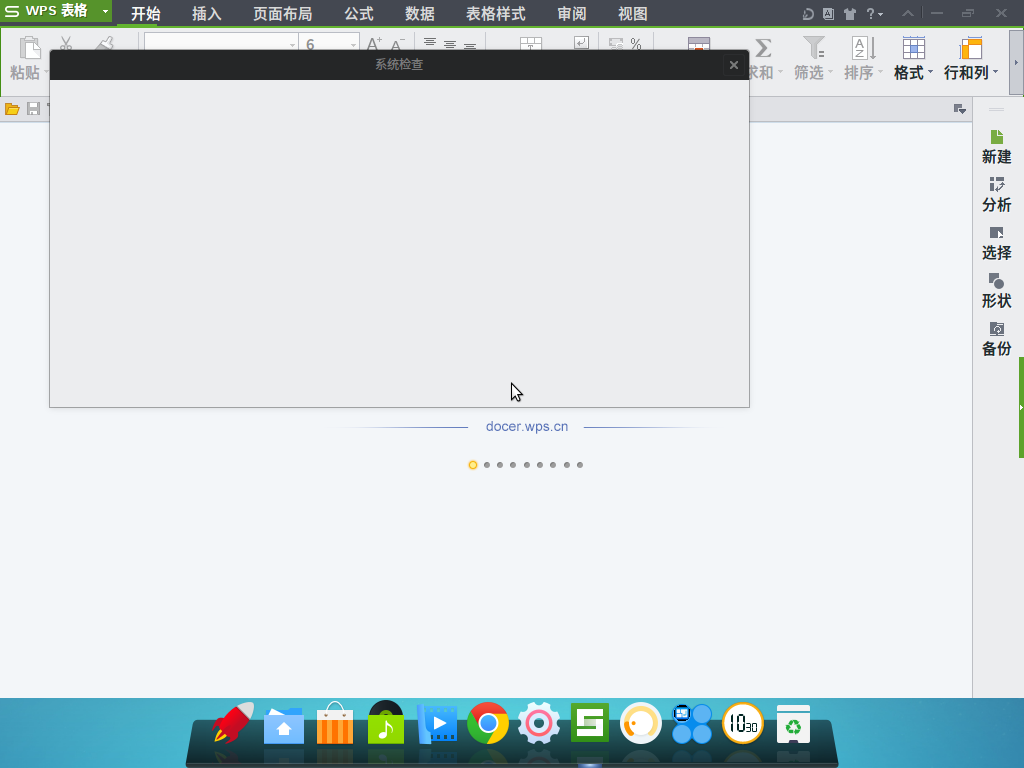 WPS 表格
开始 插入 页面布局 公式 数据 表格样式 审阅 视图
6
粘贴 求和 筛选 排序 格式 行和列
系统检查
新建
分析
选择
形状
备份
docer.wps.cn
1030